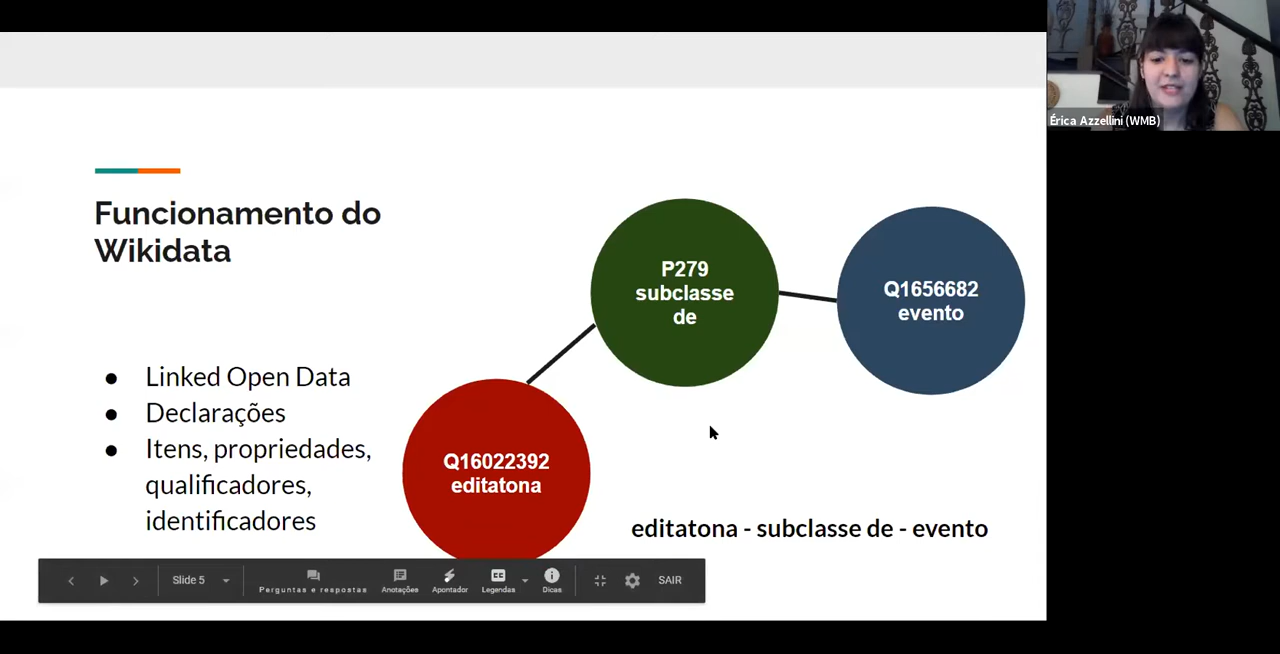 Érica Azzellini (WMB)
Funcionamento do
Wikidata
● Linked Open Data
● Declarações
● Itens, propriedades,
qualificadores,
identificadores
P279
subclasse
de
Q1656682
evento
Q16022392
editatona
editatona - subclasse de - evento
Slide 5
Perguntas e respostas
Anotações
Apontador
CC
Legendas
Dicas
SAIR